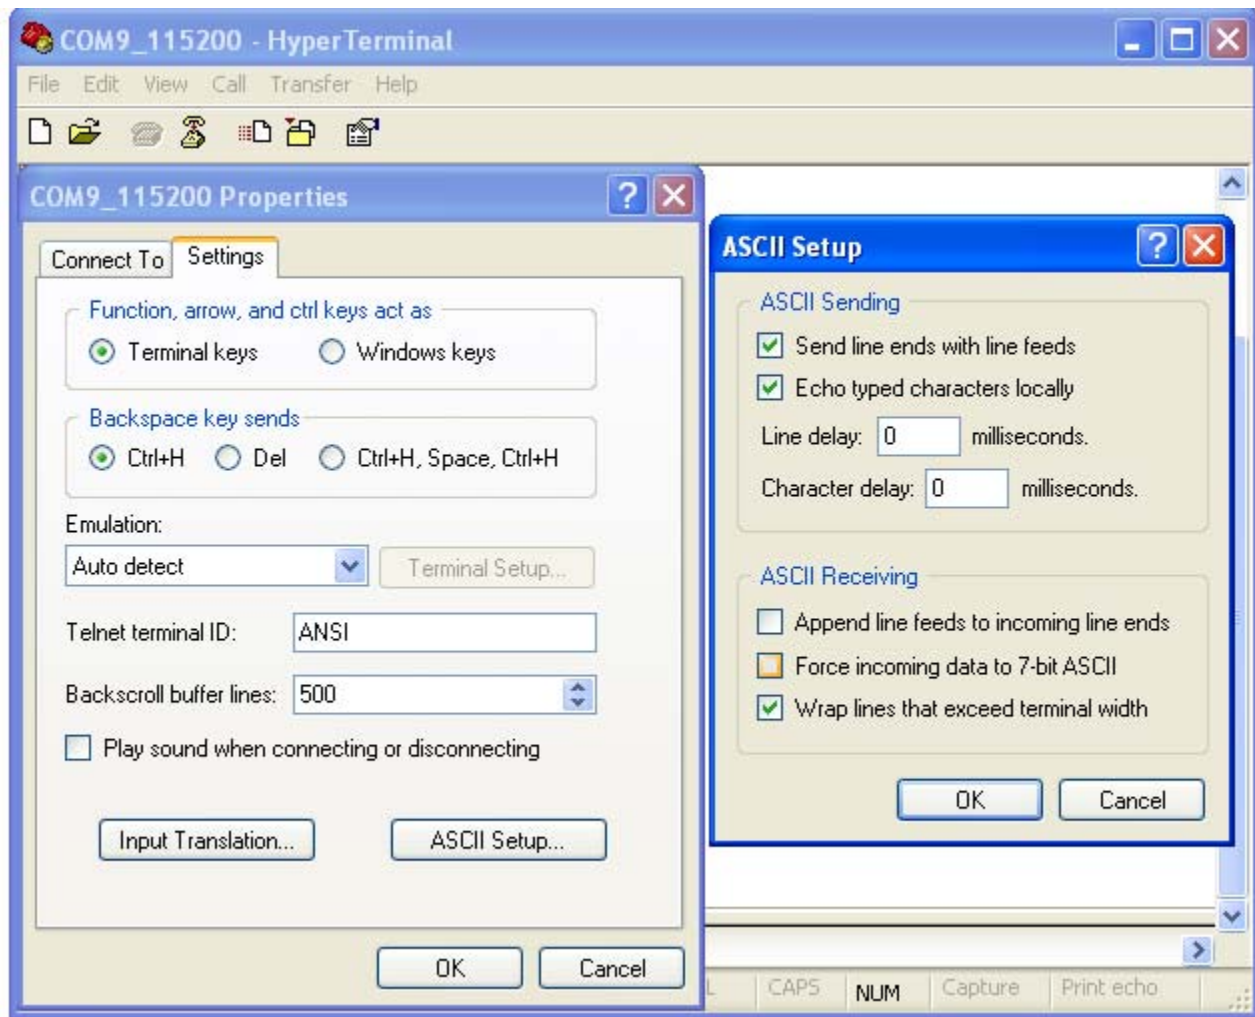 COM9_115200 - HyperTerminal
File Edit View Call Transfer Help
COM9_115200 Properties
Connect To Settings
Function, arrow, and ctrl keys act as
Terminal keys Windows keys
Backspace key sends
Ctrl+H Del Ctrl+H, Space, Ctrl+H
Emulation:
Auto detect Terminal Setup...
Telnet terminal ID: ANSI
Backscroll buffer lines: 500
Play sound when connecting or disconnecting
Input Translation... ASCII Setup...
OK Cancel
ASCII Setup
ASCII Sending
Send line ends with line feeds
Echo typed characters locally
Line delay: 0 milliseconds.
Character delay: 0 milliseconds.
ASCII Receiving
Append line feeds to incoming line ends
Force incoming data to 7-bit ASCII
Wrap lines that exceed terminal width
OK Cancel
CAPS NUM Capture Print echo